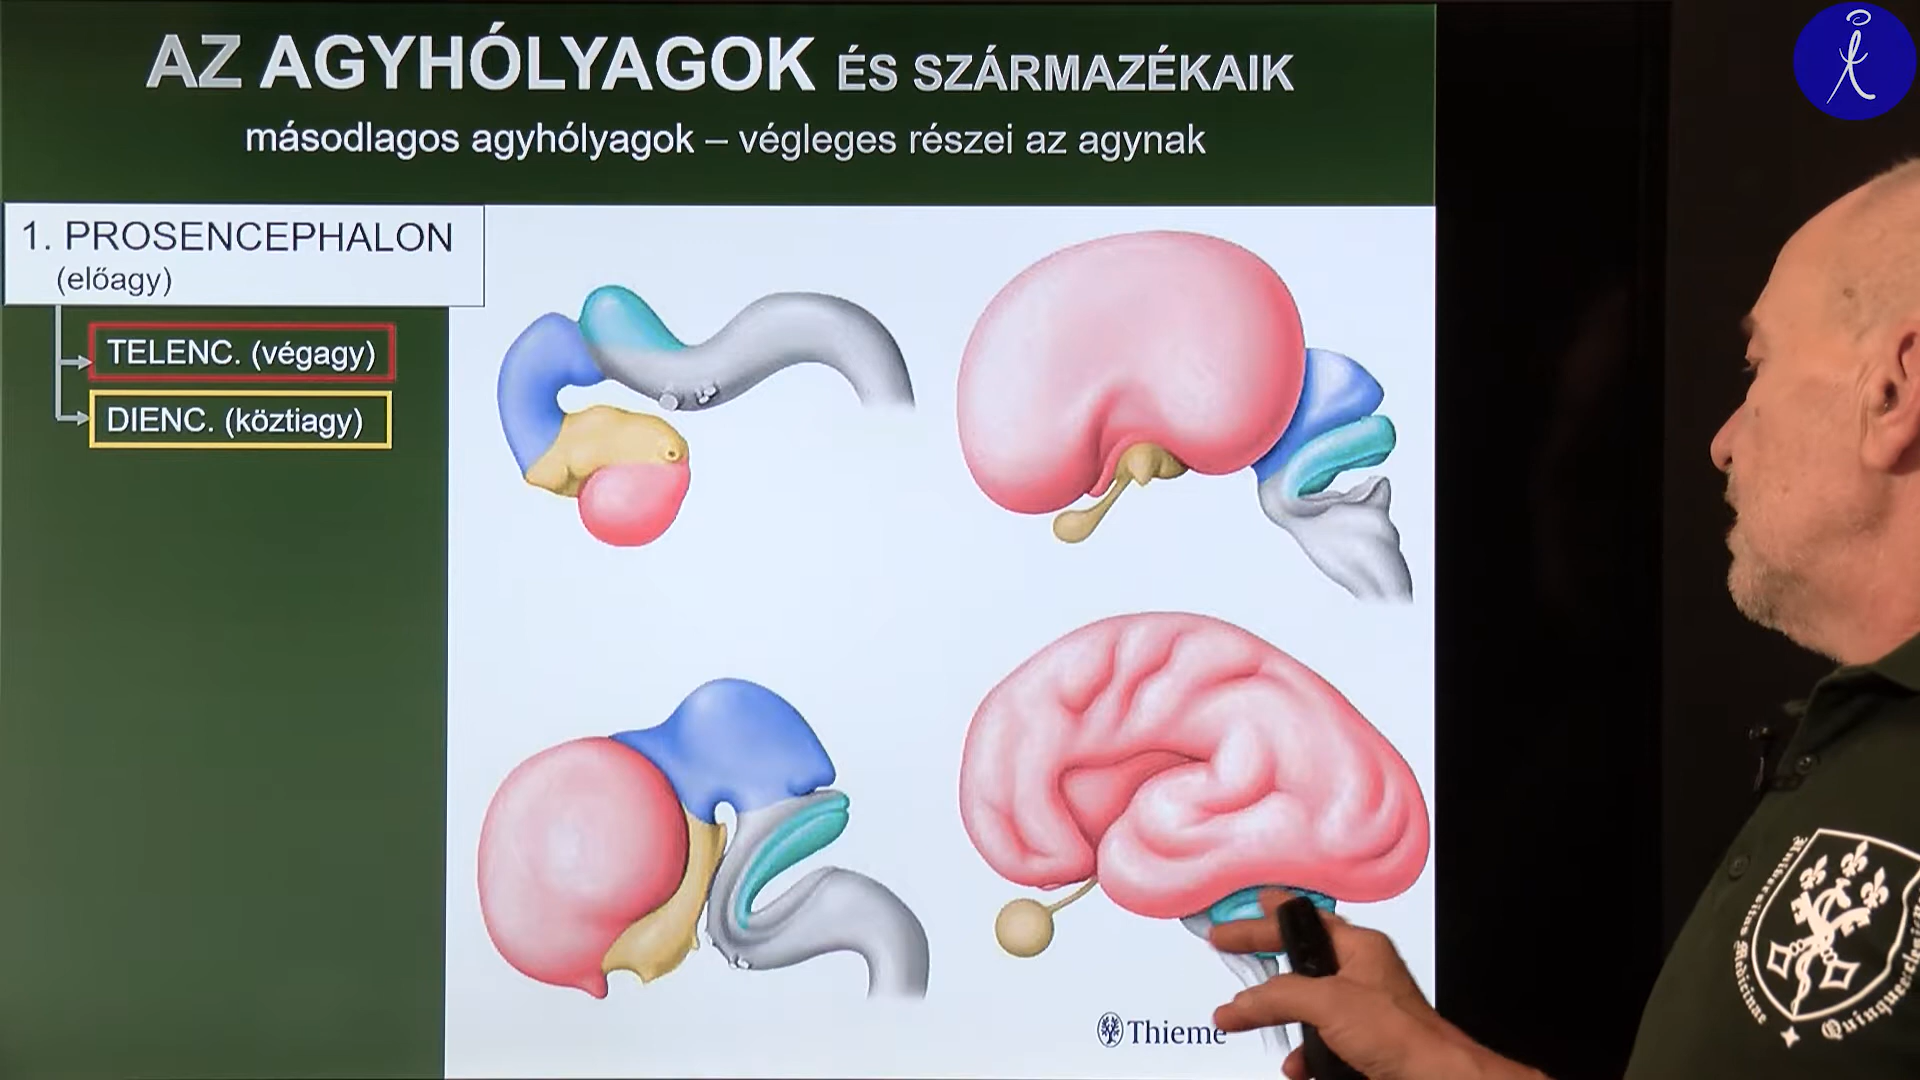 AZ AGYHÓLYAGOK ÉS SZÁRMAZÉKAIK
másodlagos agyhólyagok – végleges részei az agynak
1. PROSENCEPHALON
(előagy)
TELENC. (végagy)
DIENC. (köztiagy)
Thieme